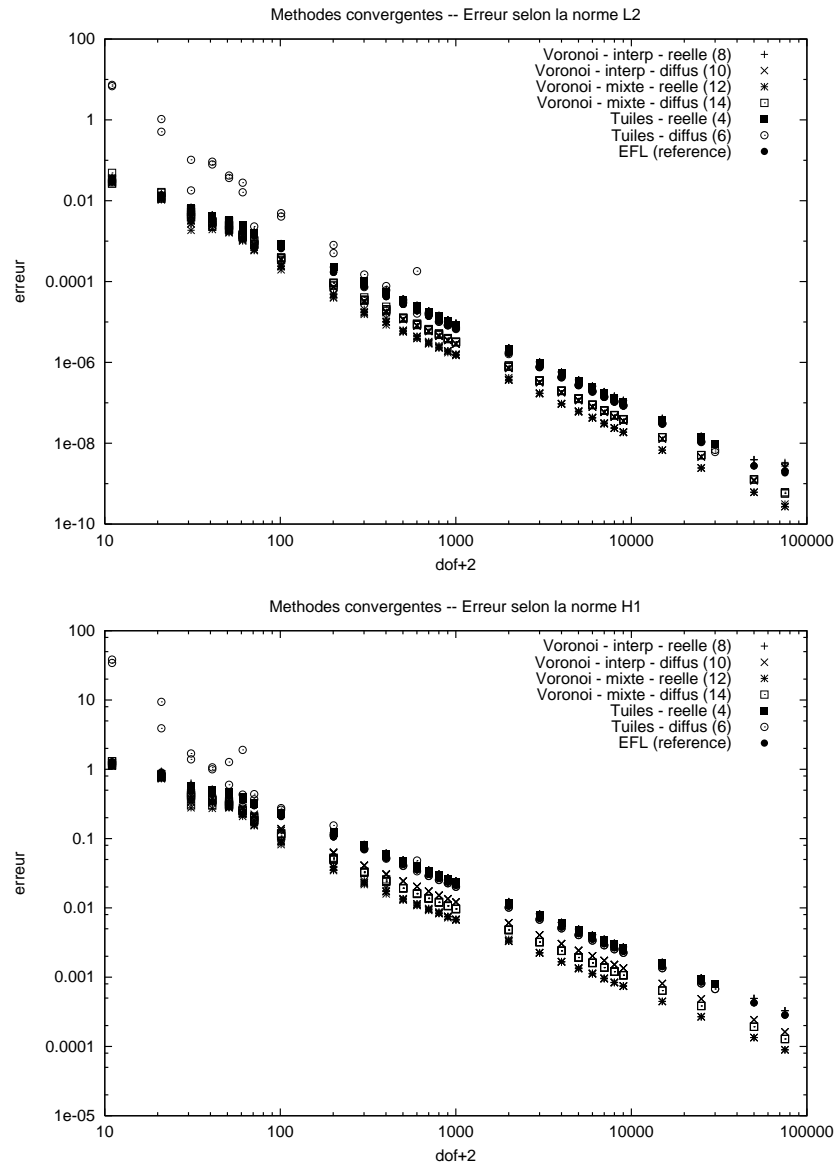 Methodes convergentes -- Erreur selon la norme L2
100
1
0.01
0.0001
1e-06
1e-08
1e-10
10
100
1000
10000
100000
erreur
dof+2
Voronoi - interp - reelle (8)
Voronoi - interp - diffus (10)
Voronoi - mixte - reelle (12)
Voronoi - mixte - diffus (14)
Tuiles - reelle (4)
Tuiles - diffus (6)
EFL (reference)
Methodes convergentes -- Erreur selon la norme H1
100
10
1
0.1
0.01
0.001
0.0001
1e-05
10
100
1000
10000
100000
erreur
dof+2
Voronoi - interp - reelle (8)
Voronoi - interp - diffus (10)
Voronoi - mixte - reelle (12)
Voronoi - mixte - diffus (14)
Tuiles - reelle (4)
Tuiles - diffus (6)
EFL (reference)